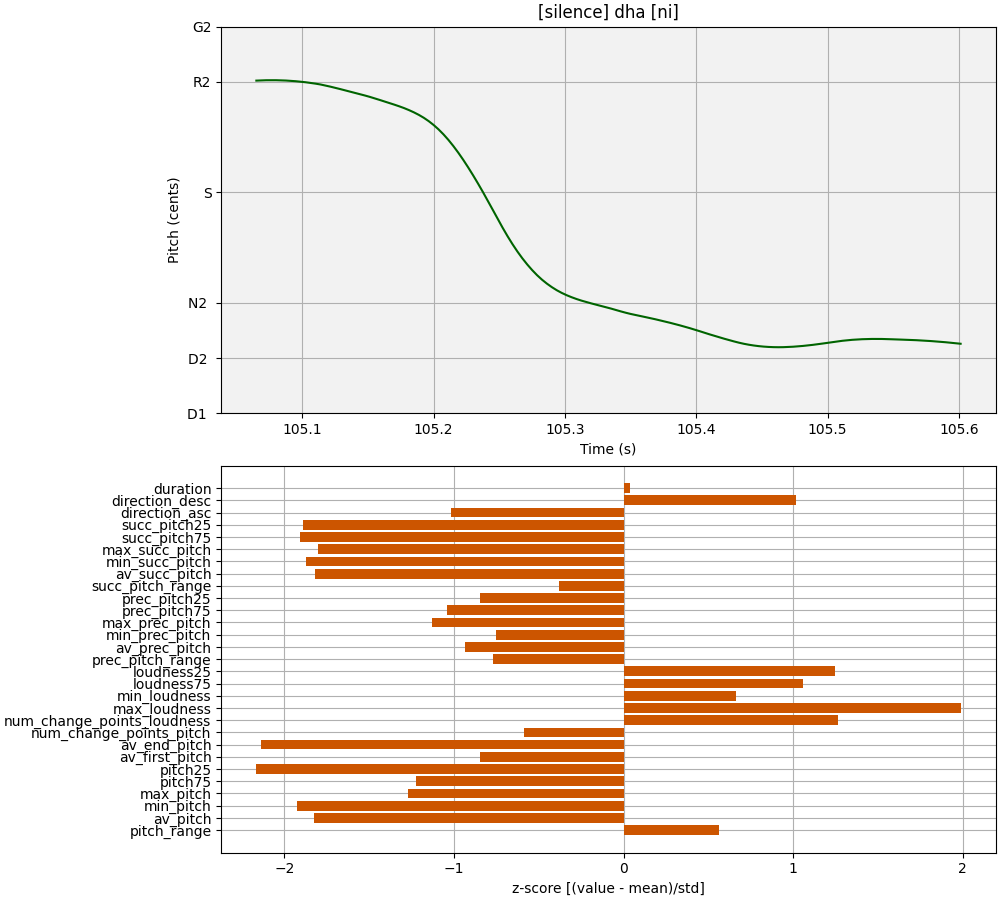 [silence] dha [ni]
G2
R2
S
N2
D2
D1
Pitch (cents)
105.1 105.2 105.3 105.4 105.5 105.6
Time (s)
duration
direction_desc
direction_asc
succ_pitch25
succ_pitch75
max_succ_pitch
min_succ_pitch
av_succ_pitch
succ_pitch_range
prec_pitch25
prec_pitch75
max_prec_pitch
min_prec_pitch
av_prec_pitch
prec_pitch_range
loudness25
loudness75
min_loudness
max_loudness
num_change_points_loudness
num_change_points_pitch
av_end_pitch
av_first_pitch
pitch25
pitch75
max_pitch
min_pitch
av_pitch
pitch_range
−2 −1 0 1 2
z-score [(value - mean)/std]